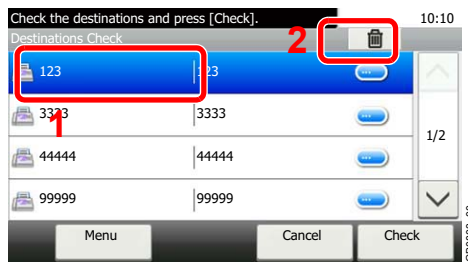 Check the destinations and press [Check]. 10:10
Destinations Check 2
123 123
3333 3333
1
1/2
44444 44444
99999 99999
Menu Cancel Check